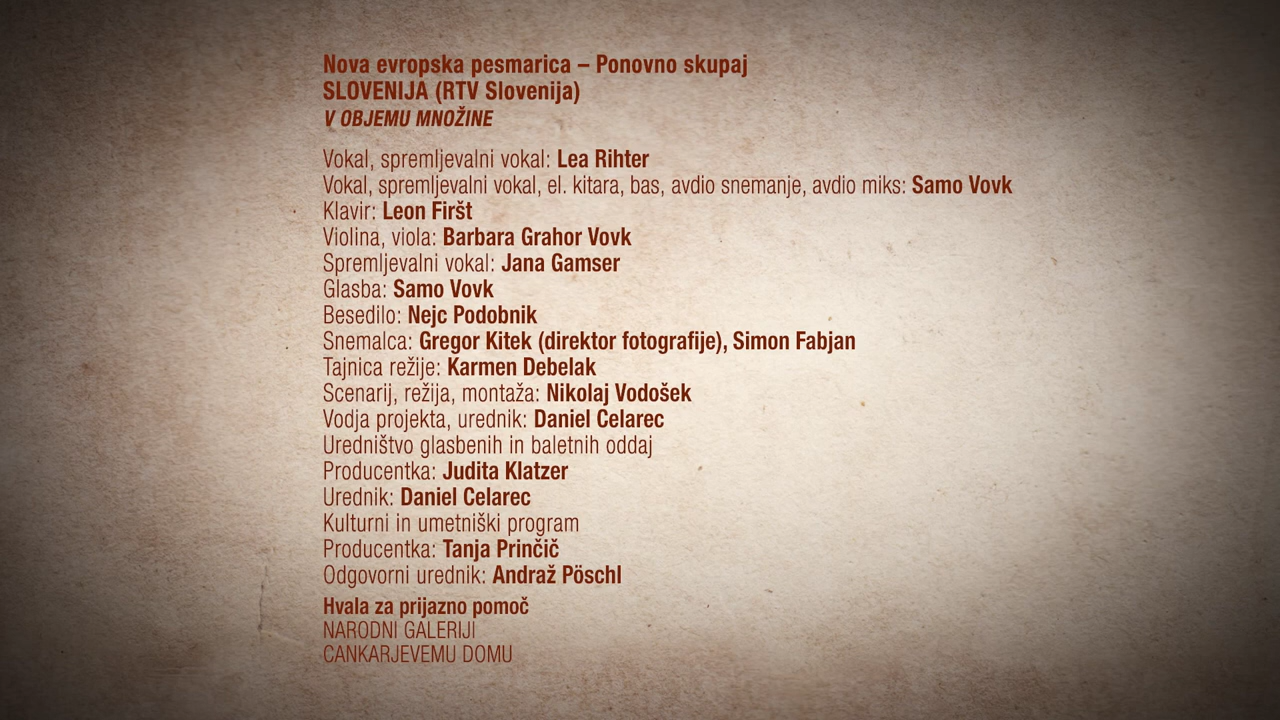 Nova evropska pesmarica – Ponovno skupaj
SLOVENIJA (RTV Slovenija)
V OBJEMU MNOŽINE
Vokal, spremljevalni vokal: Lea Rihter
Vokal, spremljevalni vokal, el. kitara, bas, avdio snemanje, avdio miks: Samo Vovk
Klavir: Leon Firšt
Violina, viola: Barbara Grahor Vovk
Spremljevalni vokal: Jana Gamser
Glasba: Samo Vovk
Besedilo: Nejc Podobnik
Snemalca: Gregor Kitek (direktor fotografije), Simon Fabjan
Tajnica režije: Karmen Debelak
Scenarij, režija, montaža: Nikolaj Vodošek
Vodja projekta, urednik: Daniel Celarec
Uredništvo glasbenih in baletnih oddaj
Producentka: Judita Klatzer
Urednik: Daniel Celarec
Kulturni in umetniški program
Producentka: Tanja Prinčič
Odgovorni urednik: Andraž Pöschl
Hvala za prijazno pomoč
NARODNI GALERIJI
CANKARJEVEMU DOMU